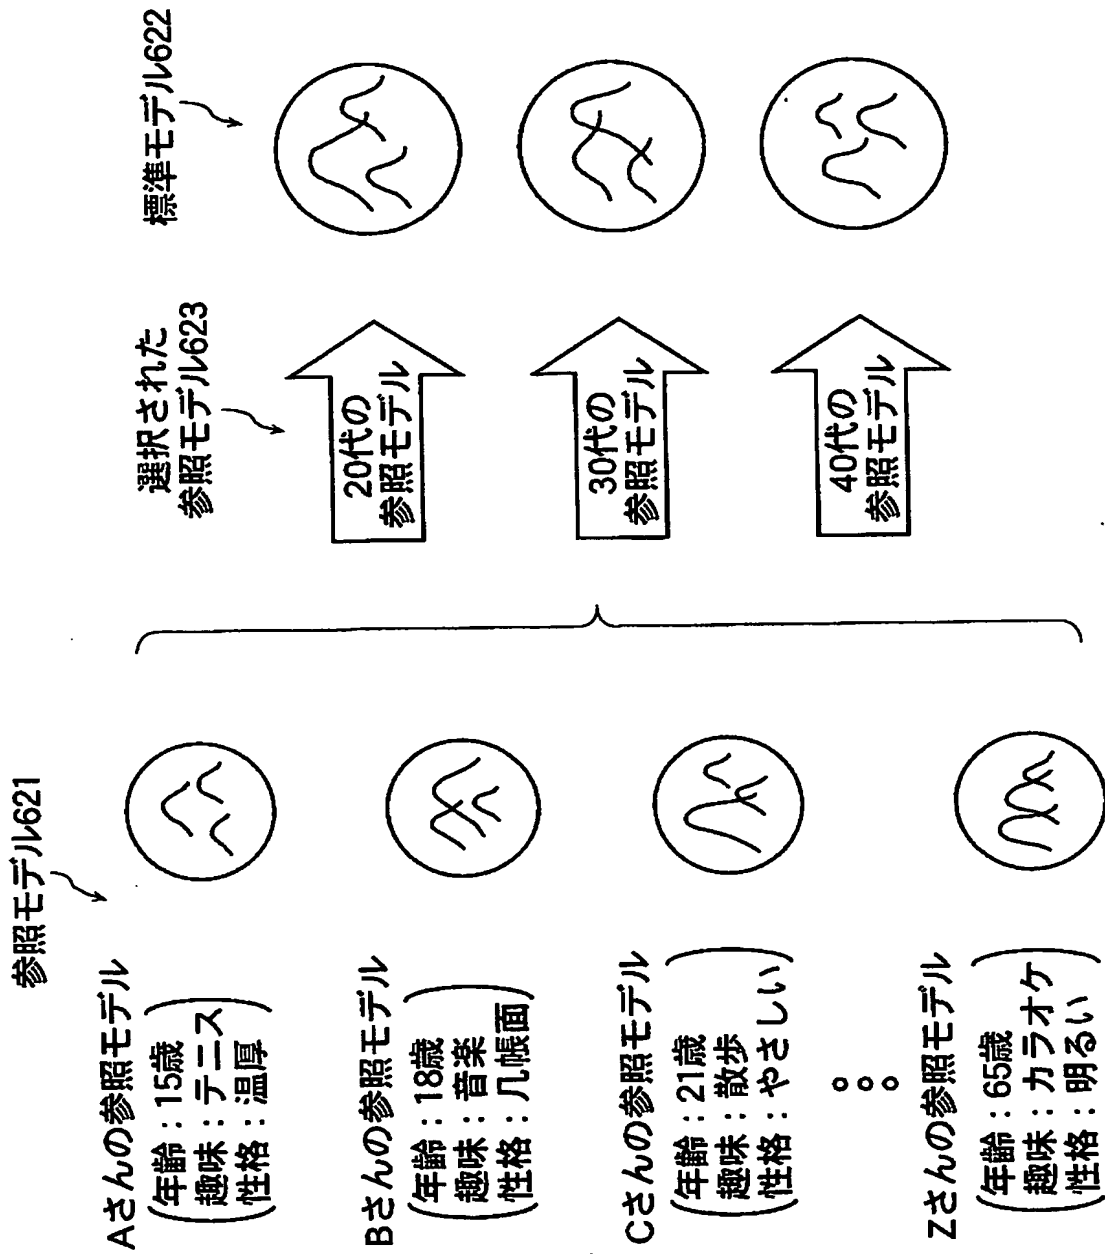 参照モデル621
Aさんの参照モデル
年齢：15歳
趣味：テニス
性格：温厚
Bさんの参照モデル
年齢：18歳
趣味：音楽
性格：几帳面
Cさんの参照モデル
年齢：21歳
趣味：散歩
性格：やさしい
Zさんの参照モデル
年齢：65歳
趣味：カラオケ
性格：明るい
選択された
参照モデル623
20代の
参照モデル
30代の
参照モデル
40代の
参照モデル
標準モデル622